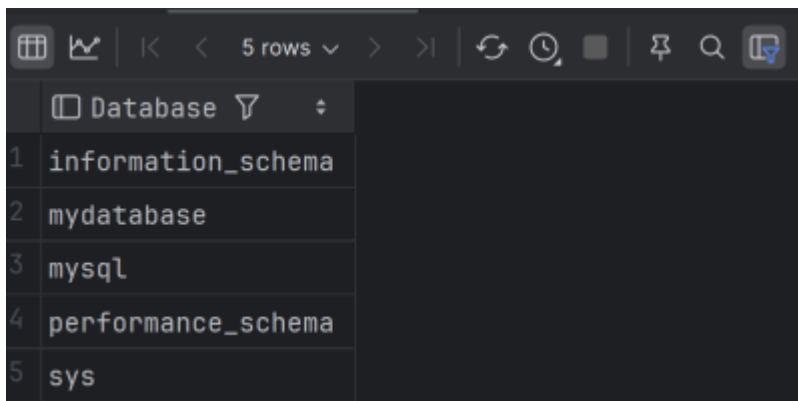 5 rows
Database
1 information_schema
2 mydatabase
3 mysql
4 performance_schema
5 sys